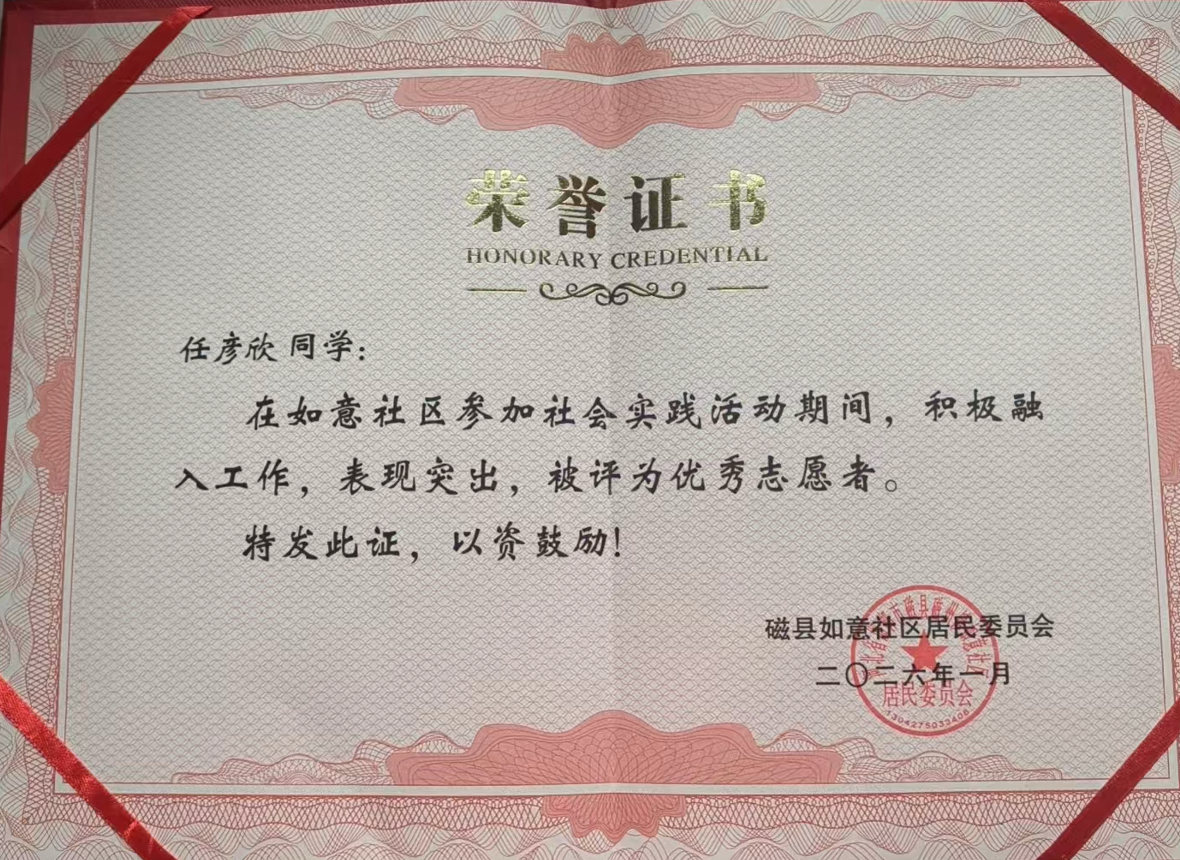 荣誉证书
HONORARY CREDENTIAL
任彦欣 同学：
在如意社区参加社会实践活动期间，积极融
入工作，表现突出，被评为优秀志愿者。
特发此证，以资鼓励！
磁县如意社区居民委员会
二〇二六年一月
居民委员会